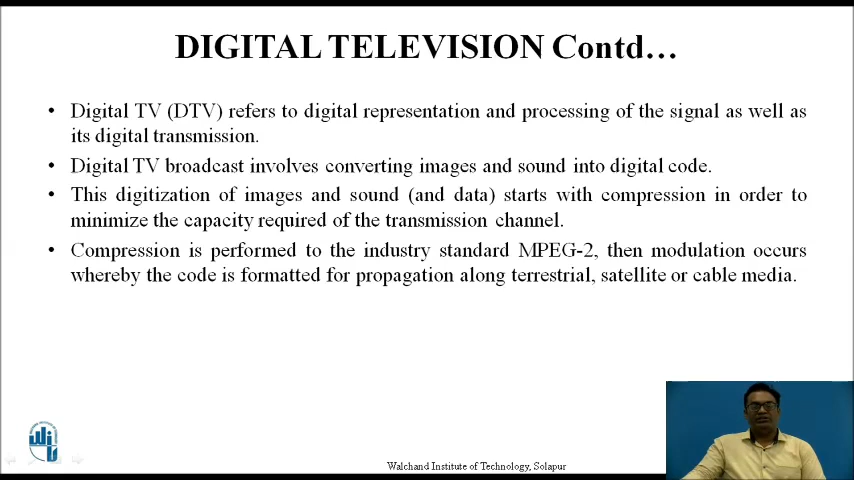 DIGITAL TELEVISION Contd…
• Digital TV (DTV) refers to digital representation and processing of the signal as well as
its digital transmission.
• Digital TV broadcast involves converting images and sound into digital code.
• This digitization of images and sound (and data) starts with compression in order to
minimize the capacity required of the transmission channel.
• Compression is performed to the industry standard MPEG-2, then modulation occurs
whereby the code is formatted for propagation along terrestrial, satellite or cable media.
Walchand Institute of Technology, Solapur